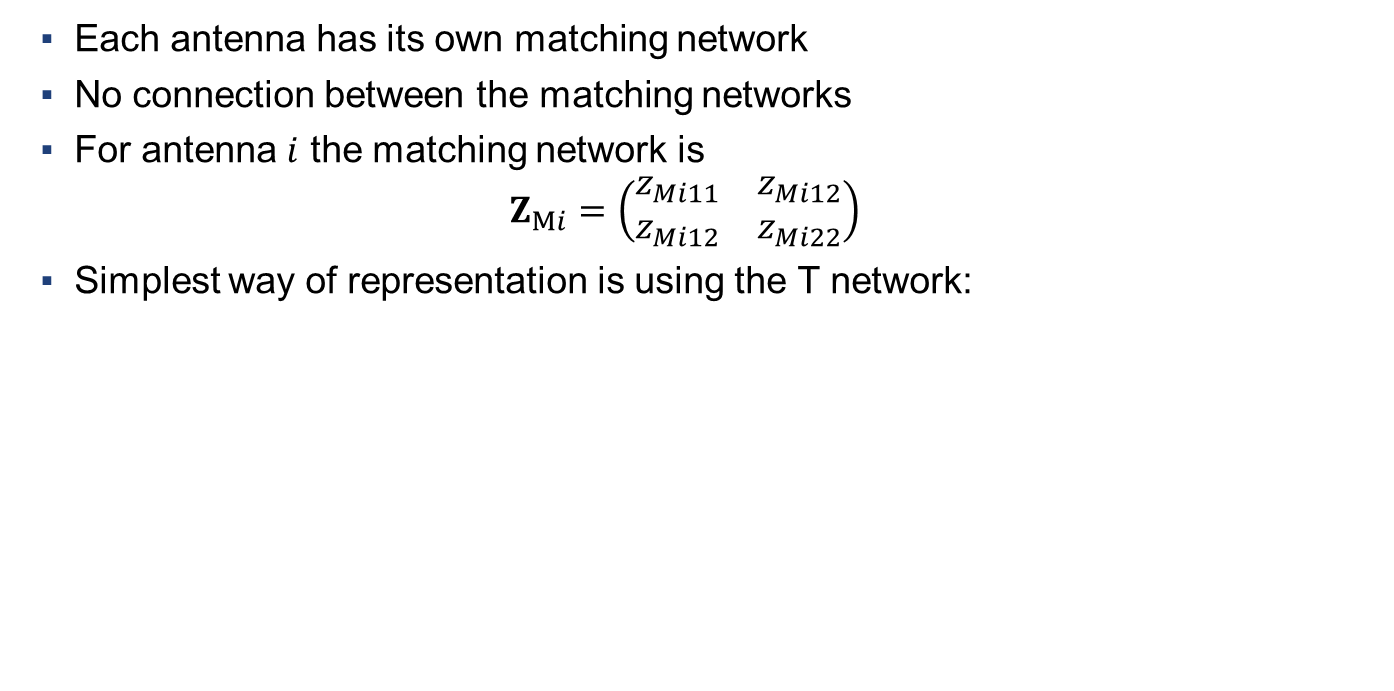 ▪ Each antenna has its own matching network
▪ No connection between the matching networks
▪ For antenna 𝑖 the matching network is
𝐙_M𝑖 = (𝑧_𝑀𝑖11 𝑧_𝑀𝑖12
𝑧_𝑀𝑖12 𝑧_𝑀𝑖22)
▪ Simplest way of representation is using the T network: